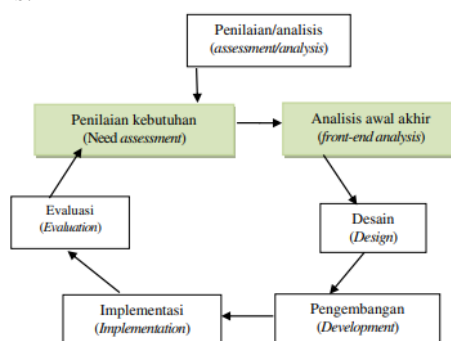 Penilaian/analisis
(assessment/analysis)
Penilaian kebutuhan
(Need assessment)
Analisis awal akhir
(front-end analysis)
Evaluasi
(Evaluation)
Desain
(Design)
Implementasi
(Implementation)
Pengembangan
(Development)